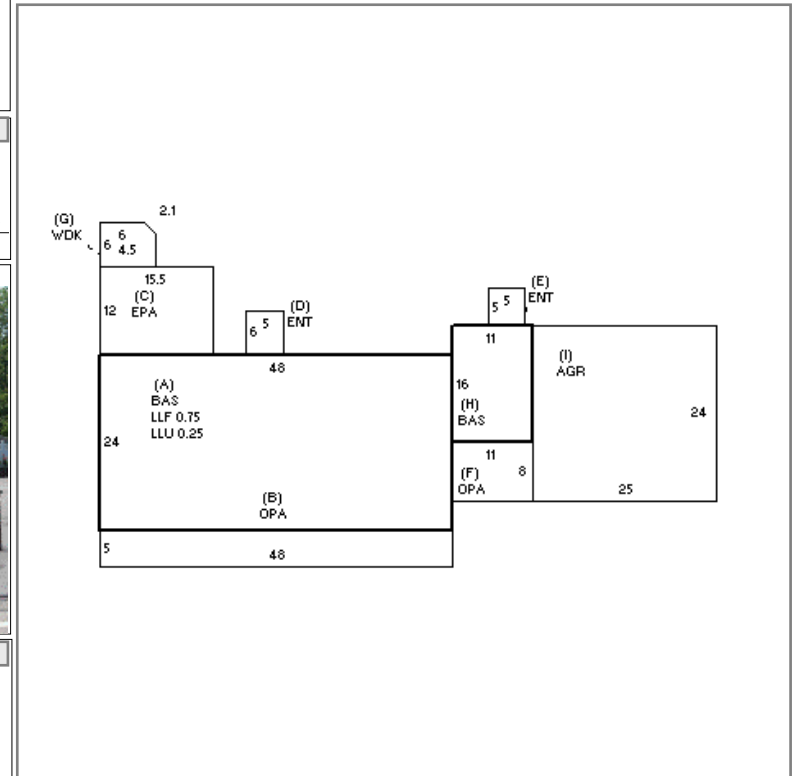 2.1
(G)
WDK
6
6
4.5
15.5
(C)
12 EPA
(D)
ENT
5
6
(E)
ENT
5
5
48
11
(I)
AGR
(A)
BAS
LLF 0.75
LLU 0.25
16
(H)
BAS
24
24
11
(F)
8
OPA
25
(B)
OPA
5
48